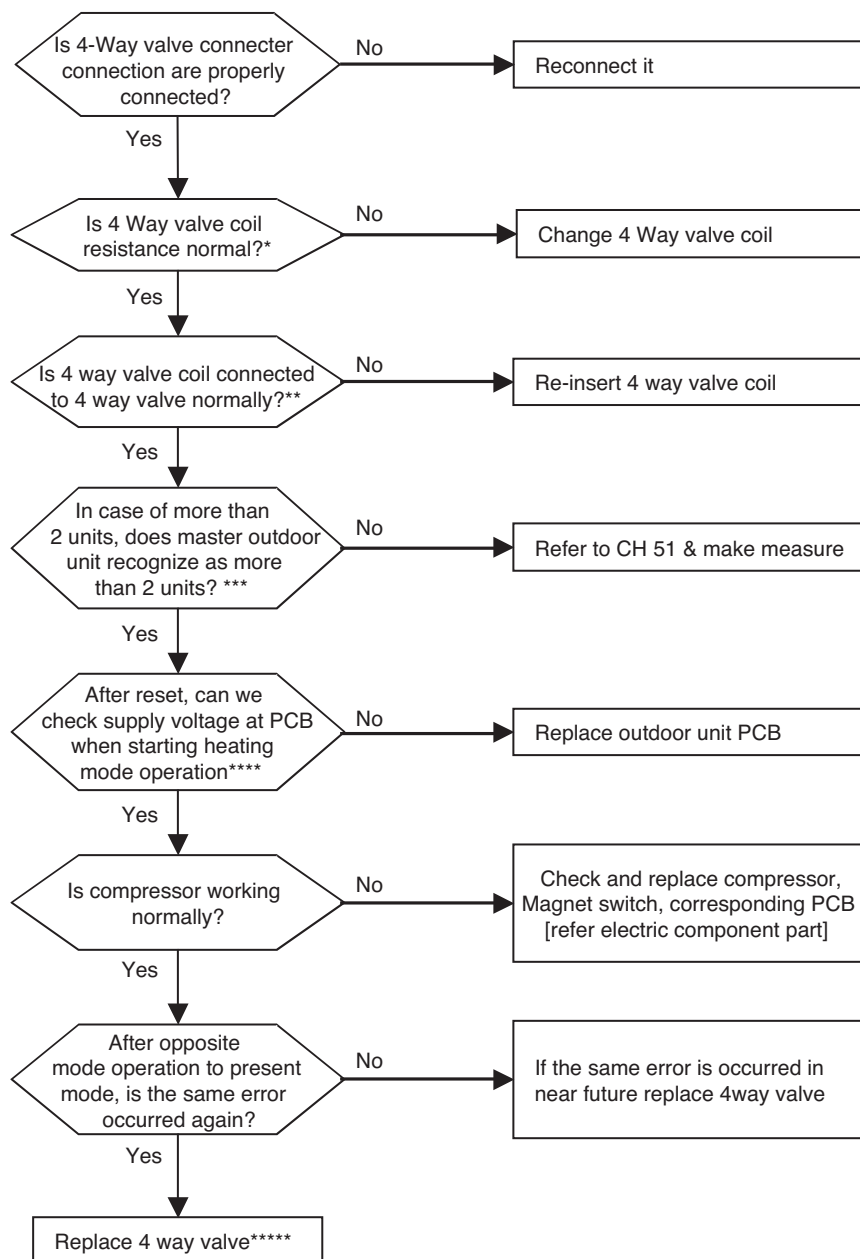 Is 4-Way valve connecter
connection are properly
connected?
No
Reconnect it
Yes
Is 4 Way valve coil
resistance normal?*
No
Change 4 Way valve coil
Yes
Is 4 way valve coil connected
to 4 way valve normally?**
No
Re-insert 4 way valve coil
Yes
In case of more than
2 units, does master outdoor
unit recognize as more
than 2 units? ***
No
Refer to CH 51 & make measure
Yes
After reset, can we
check supply voltage at PCB
when starting heating
mode operation****
No
Replace outdoor unit PCB
Yes
Is compressor working
normally?
No
Check and replace compressor,
Magnet switch, corresponding PCB
[refer electric component part]
Yes
After opposite
mode operation to present
mode, is the same error
occurred again?
No
If the same error is occurred in
near future replace 4way valve
Yes
Replace 4 way valve*****